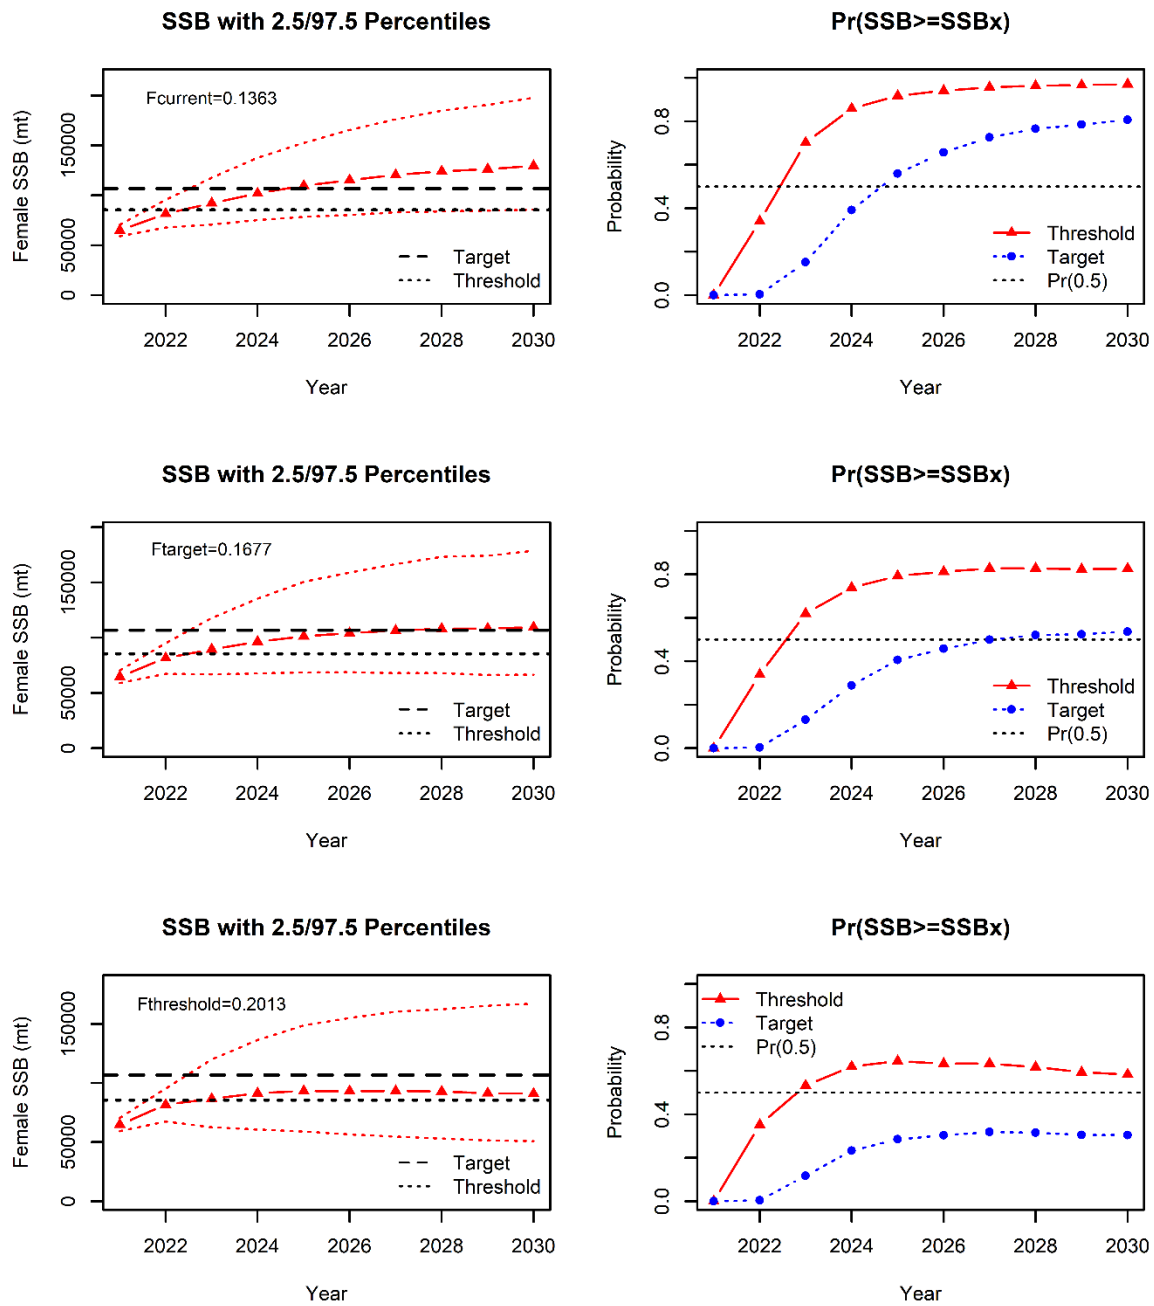 SSB with 2.5/97.5 Percentiles
Fcurrent=0.1363
Female SSB (mt)
150000
50000
0
Target
Threshold
2022 2024 2026 2028 2030
Year
Pr(SSB>=SSBx)
Probability
0.8
0.4
0.0
Threshold
Target
Pr(0.5)
2022 2024 2026 2028 2030
Year
SSB with 2.5/97.5 Percentiles
Ftarget=0.1677
Female SSB (mt)
150000
50000
0
Target
Threshold
2022 2024 2026 2028 2030
Year
Pr(SSB>=SSBx)
Probability
0.8
0.4
0.0
Threshold
Target
Pr(0.5)
2022 2024 2026 2028 2030
Year
SSB with 2.5/97.5 Percentiles
Fthreshold=0.2013
Female SSB (mt)
150000
50000
0
Target
Threshold
2022 2024 2026 2028 2030
Year
Pr(SSB>=SSBx)
Threshold
Target
Pr(0.5)
Probability
0.8
0.4
0.0
2022 2024 2026 2028 2030
Year